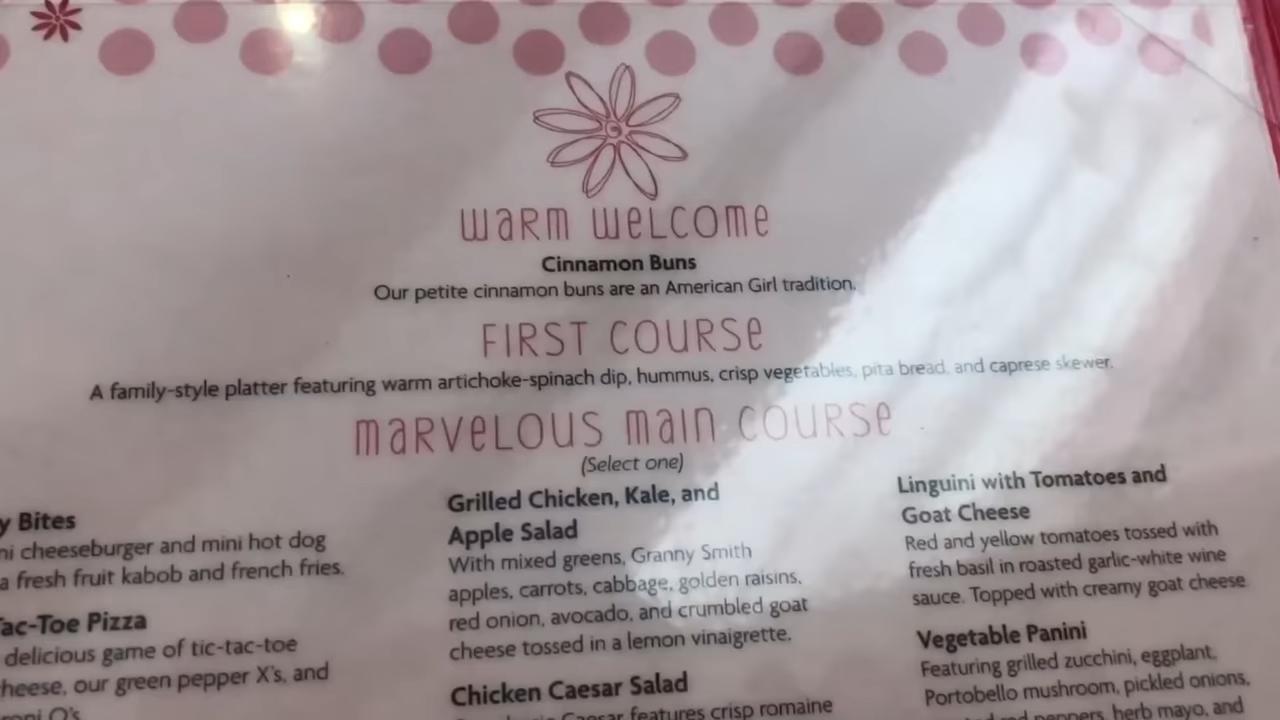 warm welcome
Cinnamon Buns
Our petite cinnamon buns are an American Girl tradition.
FIRST COURSE
A family-style platter featuring warm artichoke-spinach dip, hummus, crisp vegetables, pita bread, and caprese skewer.
marvelous main course
(Select one)
Bites
cheeseburger and mini hot dog
a fresh fruit kabob and french fries.
Tac-Toe Pizza
delicious game of tic-tac-toe
cheese, our green pepper X's, and
O's
Grilled Chicken, Kale, and
Apple Salad
With mixed greens, Granny Smith
apples, carrots, cabbage, golden raisins,
red onion, avocado, and crumbled goat
cheese tossed in a lemon vinaigrette.
Chicken Caesar Salad
Caesar features crisp romaine
Linguini with Tomatoes and
Goat Cheese
Red and yellow tomatoes tossed with
fresh basil in roasted garlic-white wine
sauce. Topped with creamy goat cheese
Vegetable Panini
Featuring grilled zucchini, eggplant,
Portobello mushroom, pickled onions,
red peppers, herb mayo, and